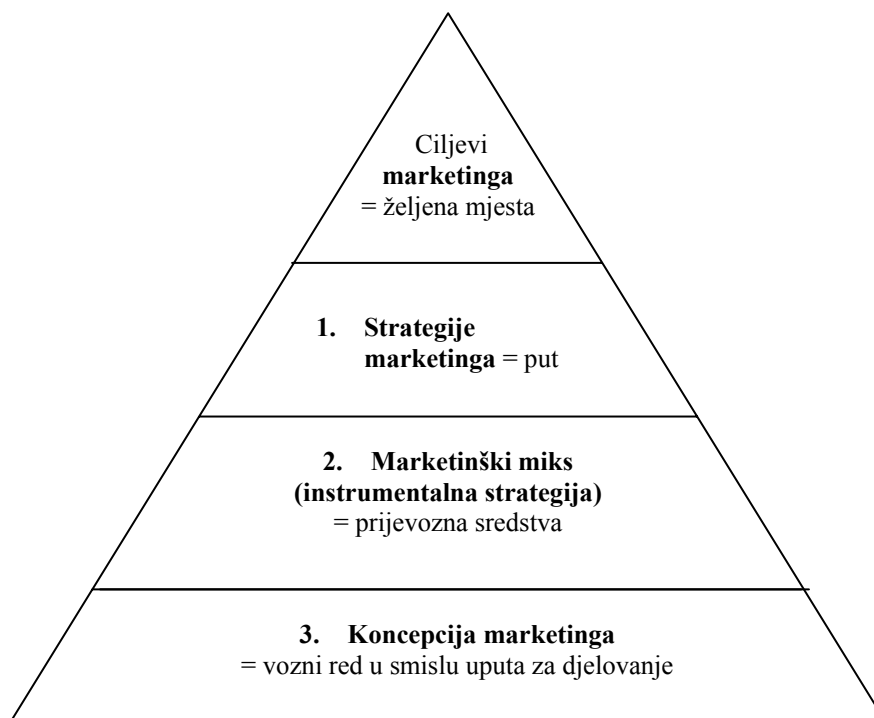 Ciljevi
marketinga
= željena mjesta
1. Strategije
marketinga = put
2. Marketinški miks
(instrumentalna strategija)
= prijevozna sredstva
3. Koncepcija marketinga
= vozni red u smislu uputa za djelovanje